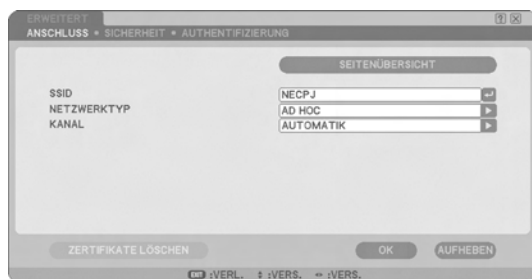 ERWEITERT
ANSCHLUSS • SICHERHEIT • AUTHENTIFIZIERUNG
SEITENÜBERSICHT
SSID NECPJ
NETZWERKTYP AD HOC
KANAL AUTOMATIK
ZERTIFIKATE LÖSCHEN OK AUFHEBEN
ENT :VERL. ♦ :VERS. ↔ :VERS.